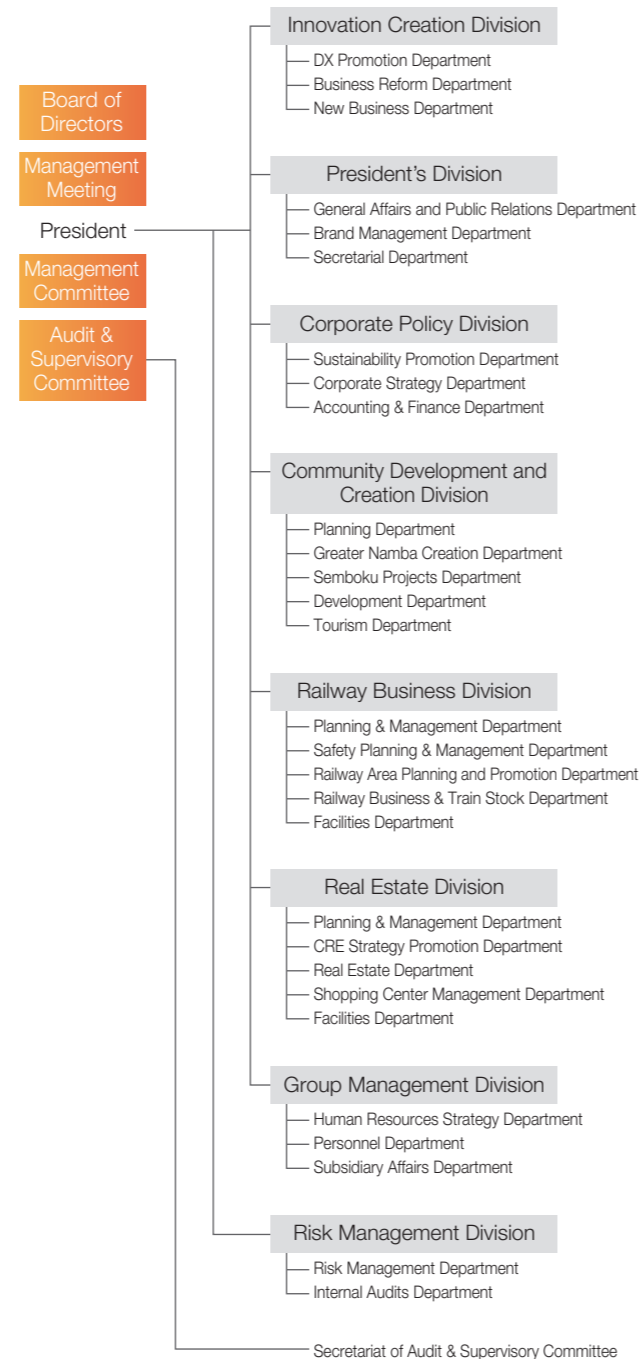 Board of
Directors
Management
Meeting
President
Management
Committee
Audit &
Supervisory
Committee
Innovation Creation Division
DX Promotion Department
Business Reform Department
New Business Department
President’s Division
General Affairs and Public Relations Department
Brand Management Department
Secretarial Department
Corporate Policy Division
Sustainability Promotion Department
Corporate Strategy Department
Accounting & Finance Department
Community Development and
Creation Division
Planning Department
Greater Namba Creation Department
Semboku Projects Department
Development Department
Tourism Department
Railway Business Division
Planning & Management Department
Safety Planning & Management Department
Railway Area Planning and Promotion Department
Railway Business & Train Stock Department
Facilities Department
Real Estate Division
Planning & Management Department
CRE Strategy Promotion Department
Real Estate Department
Shopping Center Management Department
Facilities Department
Group Management Division
Human Resources Strategy Department
Personnel Department
Subsidiary Affairs Department
Risk Management Division
Risk Management Department
Internal Audits Department
Secretariat of Audit & Supervisory Committee